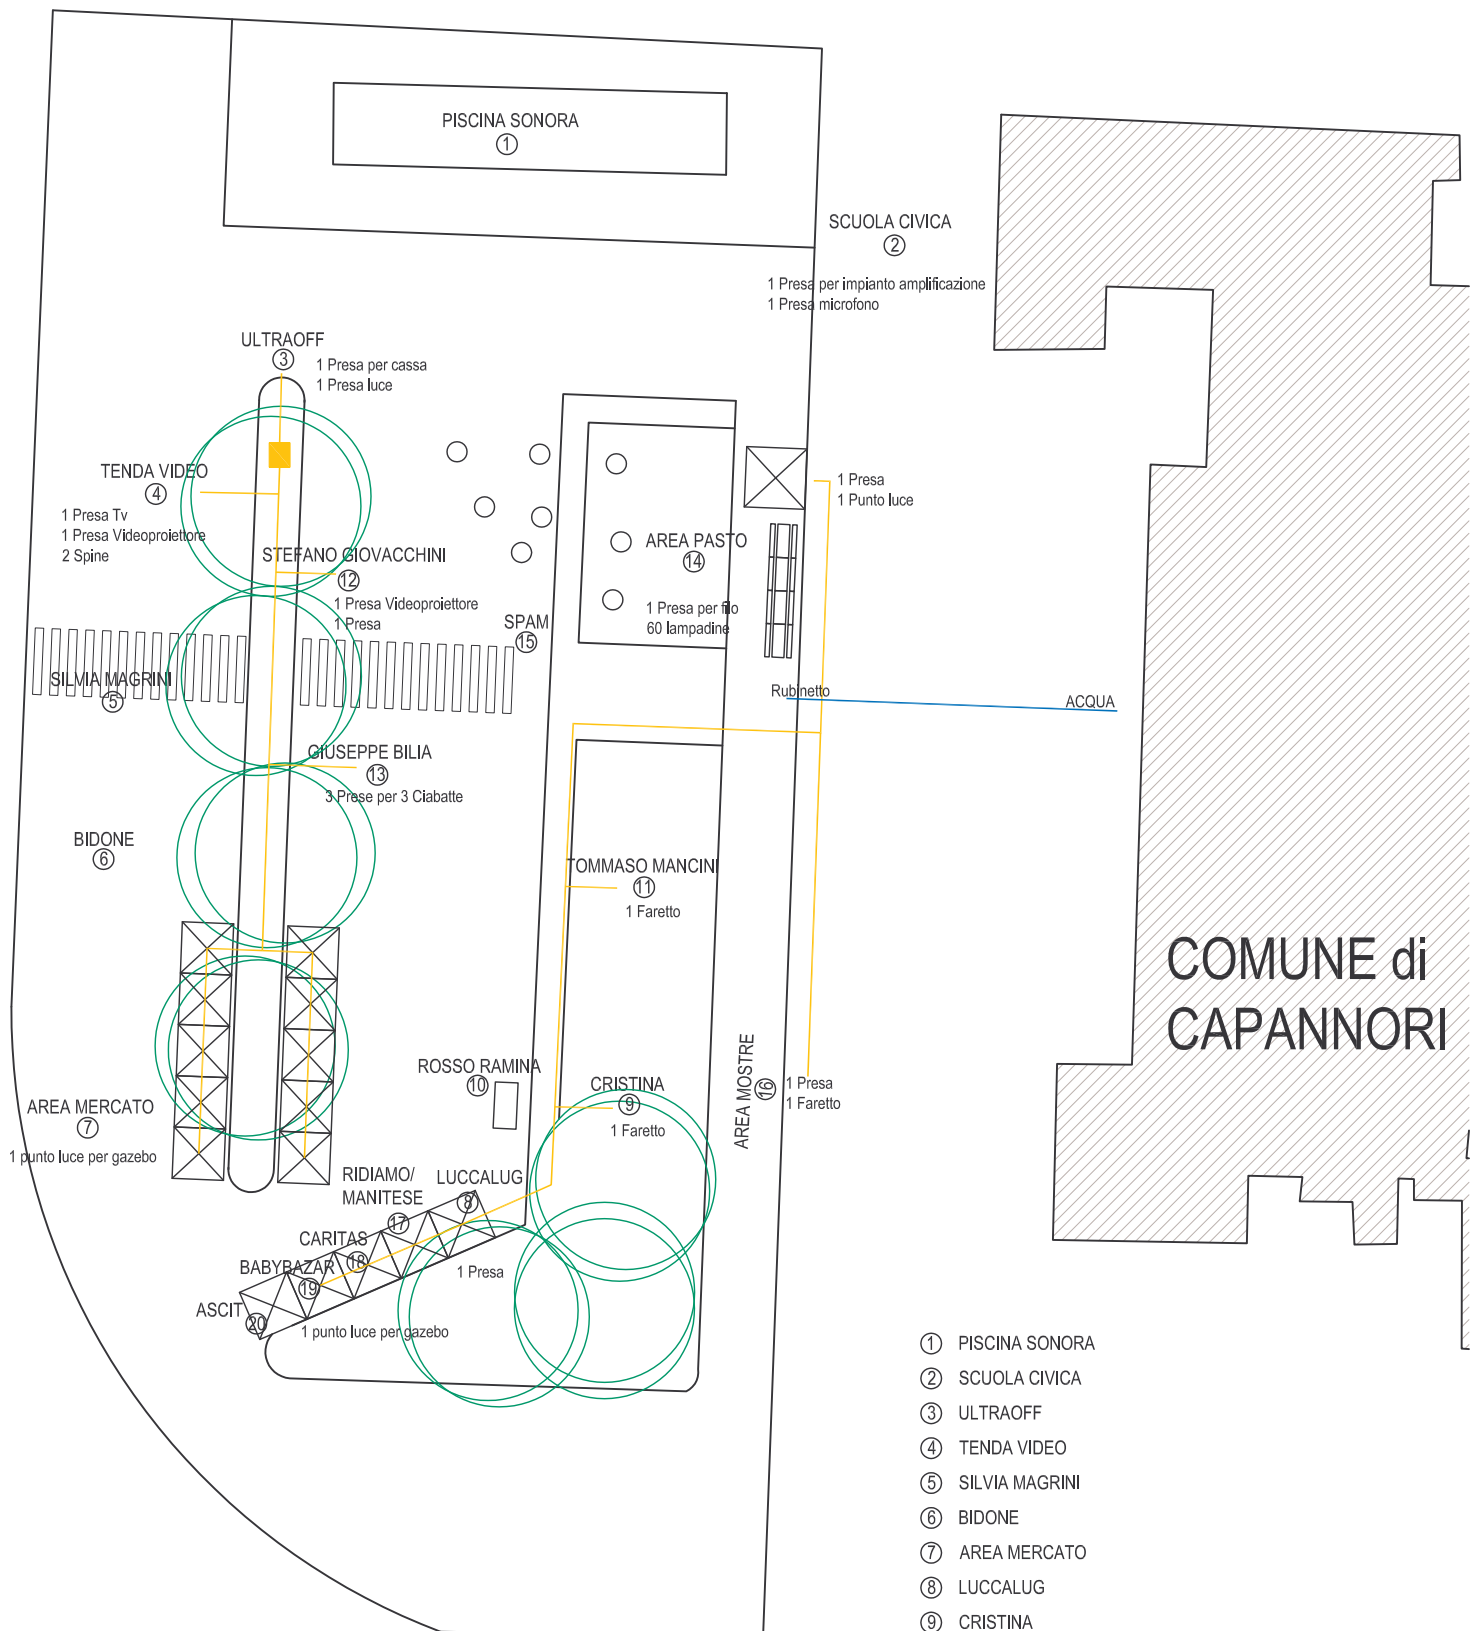 PISCINA SONORA
1
SCUOLA CIVICA
2
1 Presa per impianto amplificazione
1 Presa microfono
ULTRAOFF
3
1 Presa per cassa
1 Presa luce
TENDA VIDEO
4
1 Presa Tv
1 Presa Videoproiettore
2 Spine
1 Presa
1 Punto luce
STEFANO GIOVACCHINI
12
1 Presa Videoproiettore
1 Presa
AREA PASTO
14
1 Presa per filo
60 lampadine
SPAM
15
SILVIA MAGRINI
5
Rubinetto
ACQUA
GIUSEPPE BILIA
13
3 Prese per 3 Ciabatte
BIDONE
6
TOMMASO MANCINI
11
1 Faretto
COMUNE di
CAPANNORI
ROSSO RAMINA
10
CRISTINA
9
1 Faretto
AREA MOSTRE
16
1 Presa
1 Faretto
AREA MERCATO
7
1 punto luce per gazebo
RIDIAMO/
MANITESE
17
LUCCALUG
8
CARITAS
18
BABYBAZAR
19
1 Presa
ASCIT
20
1 punto luce per gazebo
1 PISCINA SONORA
2 SCUOLA CIVICA
3 ULTRAOFF
4 TENDA VIDEO
5 SILVIA MAGRINI
6 BIDONE
7 AREA MERCATO
8 LUCCALUG
9 CRISTINA